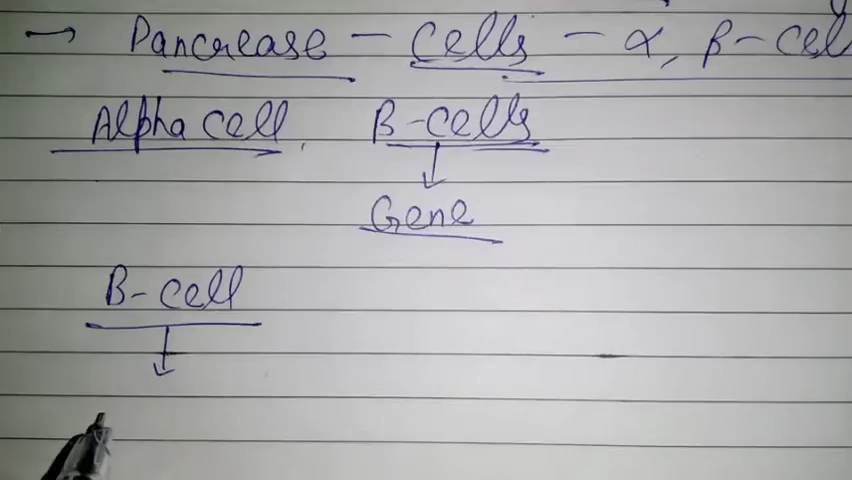 → Pancrease - Cells - α, β-cel
Alpha cell, β-cells
Gene
β-cell